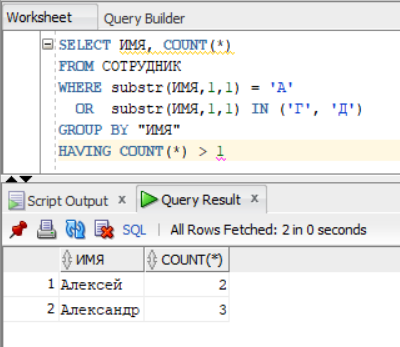 Worksheet Query Builder
SELECT ИМЯ, COUNT(*)
FROM СОТРУДНИК
WHERE substr(ИМЯ,1,1) = 'А'
OR substr(ИМЯ,1,1) IN ('Г', 'Д')
GROUP BY "ИМЯ"
HAVING COUNT(*) > 1
Script Output x Query Result x
SQL | All Rows Fetched: 2 in 0 seconds
ИМЯ COUNT(*)
1 Алексей 2
2 Александр 3